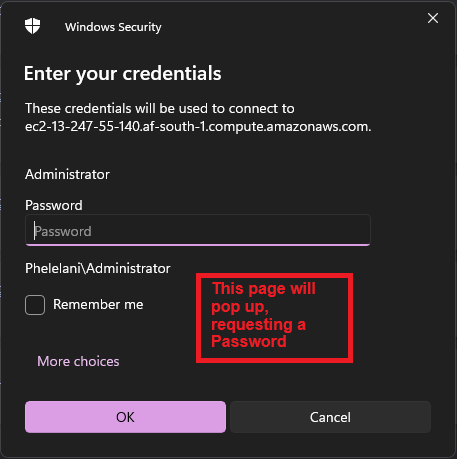 Windows Security
Enter your credentials
These credentials will be used to connect to
ec2-13-247-55-140.af-south-1.compute.amazonaws.com.
Administrator
Password
Password
Phelelani\Administrator
Remember me
This page will
pop up,
requesting a
Password
More choices
OK
Cancel